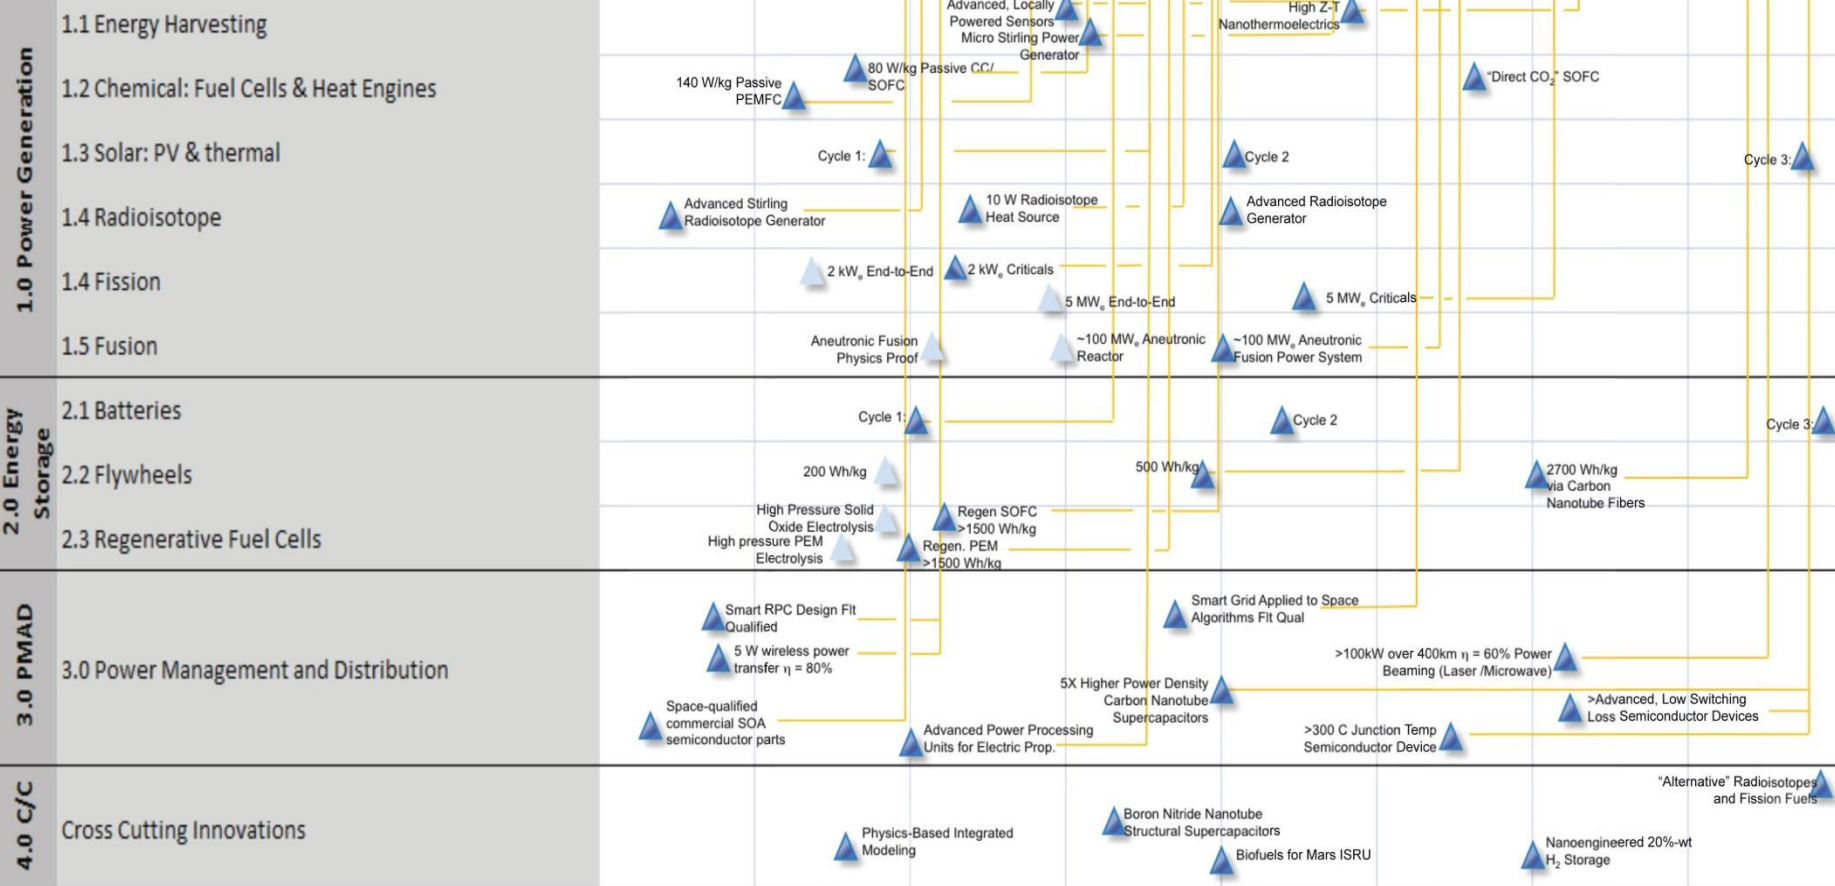 1.0 Power Generation
1.1 Energy Harvesting
Advanced, Locally
Powered Sensors
Micro Stirling Power
Generator
High Z-T
Nanothermoelectrics
1.2 Chemical: Fuel Cells & Heat Engines
140 W/kg Passive
PEMFC
80 W/kg Passive CC/
SOFC
"Direct CO₂" SOFC
1.3 Solar: PV & thermal
Cycle 1:
Cycle 2
Cycle 3:
1.4 Radioisotope
Advanced Stirling
Radioisotope Generator
10 W Radioisotope
Heat Source
Advanced Radioisotope
Generator
1.4 Fission
2 kWₑ End-to-End
2 kWₑ Criticals
5 MWₑ End-to-End
5 MWₑ Criticals
1.5 Fusion
Aneutronic Fusion
Physics Proof
~100 MWₑ Aneutronic
Reactor
~100 MWₑ Aneutronic
Fusion Power System
2.0 Energy
Storage
2.1 Batteries
Cycle 1:
Cycle 2
Cycle 3:
2.2 Flywheels
200 Wh/kg
500 Wh/kg
2700 Wh/kg
via Carbon
Nanotube Fibers
2.3 Regenerative Fuel Cells
High Pressure Solid
Oxide Electrolysis
High pressure PEM
Electrolysis
Regen SOFC
>1500 Wh/kg
Regen. PEM
>1500 Wh/kg
3.0 PMAD
3.0 Power Management and Distribution
Smart RPC Design Flt
Qualified
5 W wireless power
transfer η = 80%
Space-qualified
commercial SOA
semiconductor parts
Advanced Power Processing
Units for Electric Prop.
Smart Grid Applied to Space
Algorithms Flt Qual
5X Higher Power Density
Carbon Nanotube
Supercapacitors
>100kW over 400km η = 60% Power
Beaming (Laser /Microwave)
>Advanced, Low Switching
Loss Semiconductor Devices
>300 C Junction Temp
Semiconductor Device
4.0 C/C
Cross Cutting Innovations
Physics-Based Integrated
Modeling
Boron Nitride Nanotube
Structural Supercapacitors
Biofuels for Mars ISRU
"Alternative" Radioisotopes
and Fission Fuels
Nanoengineered 20%-wt
H₂ Storage